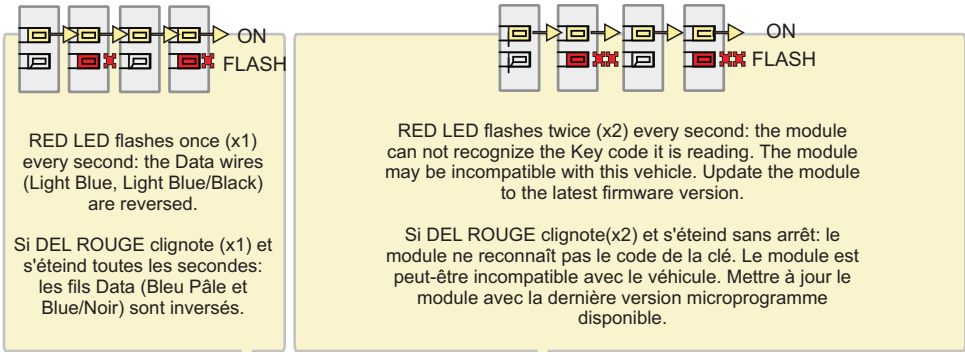 ON
FLASH
RED LED flashes once (x1)
every second: the Data wires
(Light Blue, Light Blue/Black)
are reversed.
Si DEL ROUGE clignote (x1) et
s'éteind toutes les secondes:
les fils Data (Bleu Pâle et
Blue/Noir) sont inversés.
ON
FLASH
RED LED flashes twice (x2) every second: the module
can not recognize the Key code it is reading. The module
may be incompatible with this vehicle. Update the module
to the latest firmware version.
Si DEL ROUGE clignote(x2) et s'éteind sans arrêt: le
module ne reconnaît pas le code de la clé. Le module est
peut-être incompatible avec le véhicule. Mettre à jour le
module avec la dernière version microprogramme
disponible.